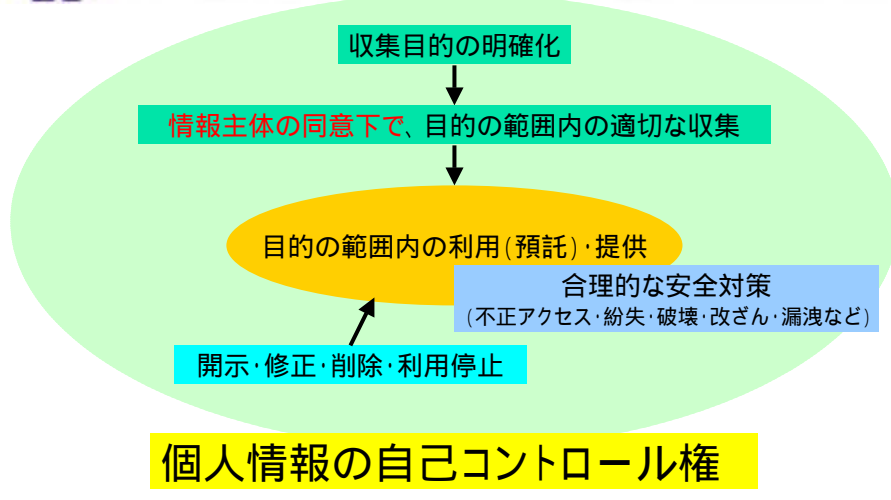 収集目的の明確化
情報主体の同意下で、目的の範囲内の適切な収集
目的の範囲内の利用(預託)･提供
合理的な安全対策
(不正アクセス･紛失･破壊･改ざん･漏洩など)
開示･修正･削除･利用停止
個人情報の自己コントロール権